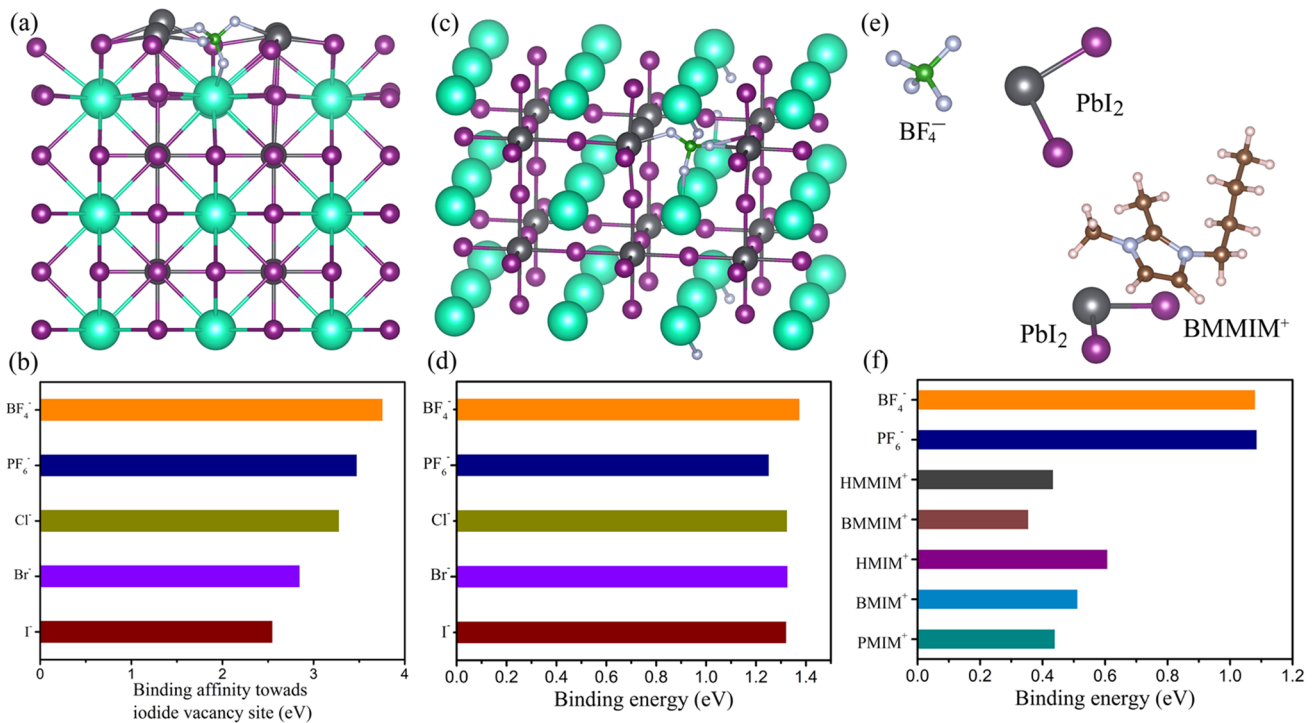 (a)
(c)
(e)
BF₄⁻
PbI₂
PbI₂
BMMIM⁺
(b)
BF₄⁻
PF₆⁻
Cl⁻
Br⁻
I⁻
0 1 2 3 4
Binding affinity towads
iodide vacancy site (eV)
(d)
BF₄⁻
PF₆⁻
Cl⁻
Br⁻
I⁻
0.0 0.2 0.4 0.6 0.8 1.0 1.2 1.4
Binding energy (eV)
(f)
BF₄⁻
PF₆⁻
HMMIM⁺
BMMIM⁺
HMIM⁺
BMIM⁺
PMIM⁺
0.0 0.2 0.4 0.6 0.8 1.0 1.2
Binding energy (eV)